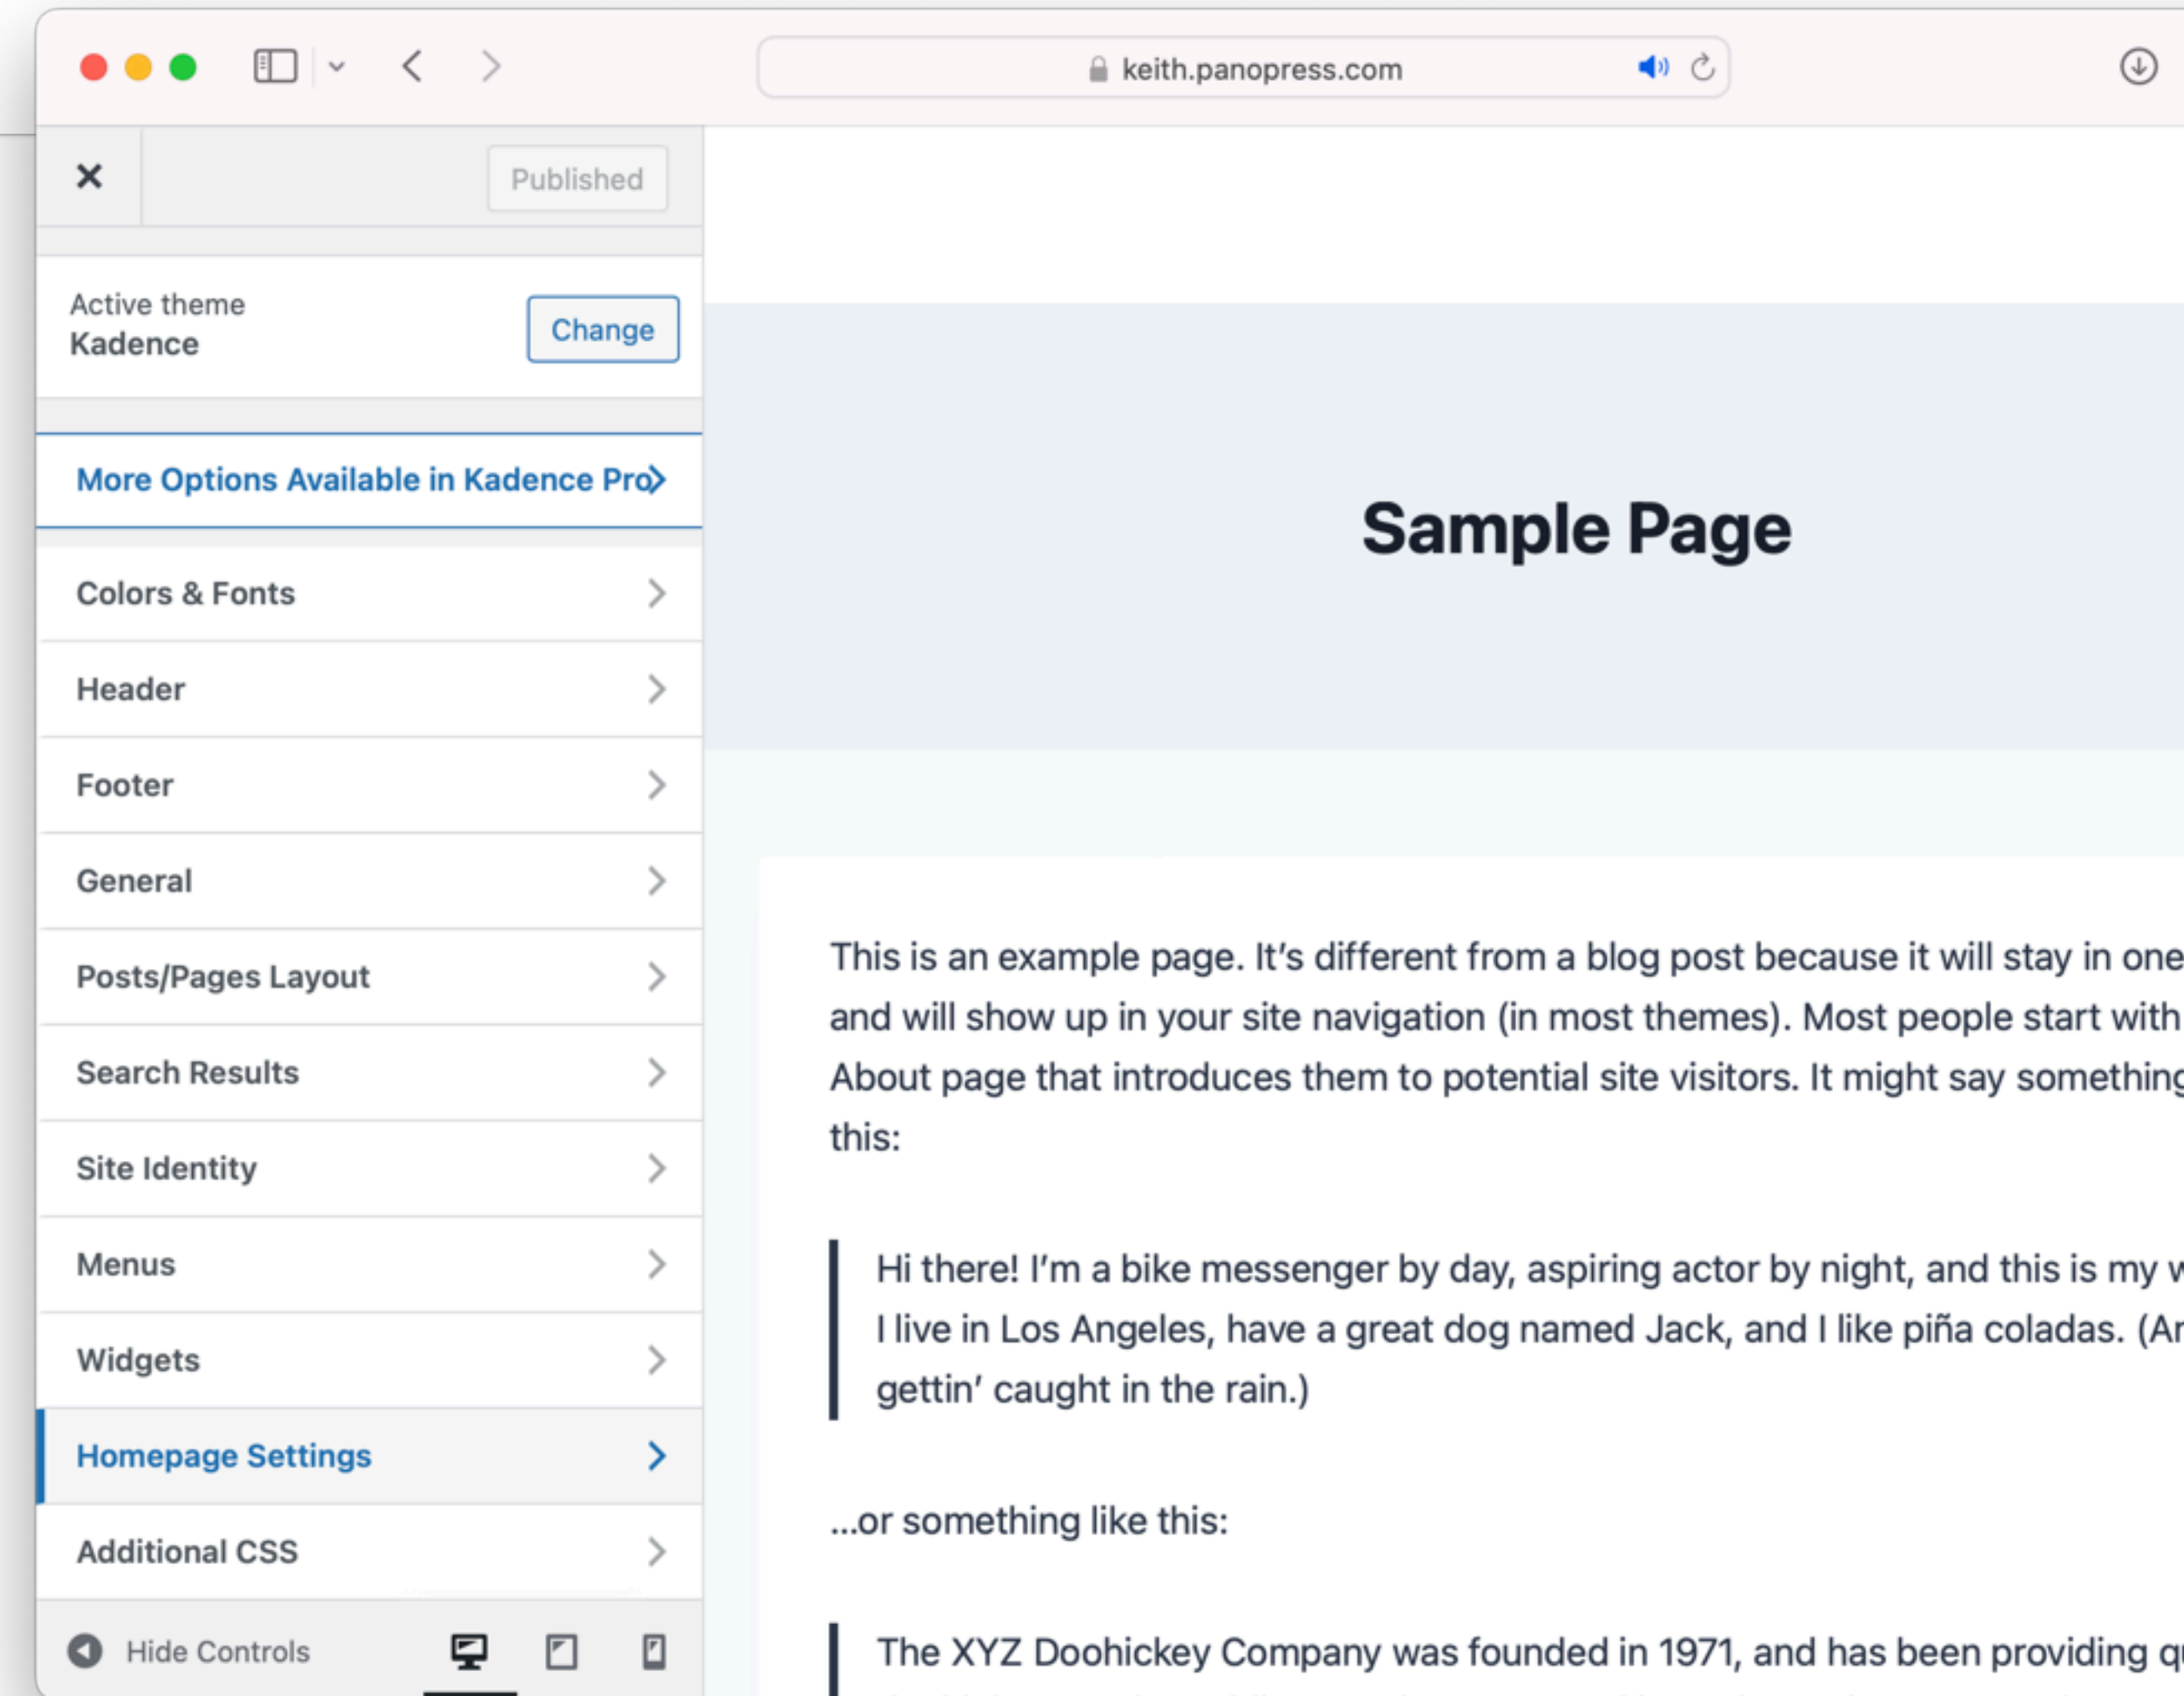 keith.panopress.com
Published
Active theme
Kadence
Change
More Options Available in Kadence Pro
Colors & Fonts
Header
Footer
General
Posts/Pages Layout
Search Results
Site Identity
Menus
Widgets
Homepage Settings
Additional CSS
Hide Controls
Sample Page
This is an example page. It’s different from a blog post because it will stay in one
and will show up in your site navigation (in most themes). Most people start with
About page that introduces them to potential site visitors. It might say something
this:
Hi there! I’m a bike messenger by day, aspiring actor by night, and this is my
I live in Los Angeles, have a great dog named Jack, and I like piña coladas.
gettin’ caught in the rain.)
…or something like this:
The XYZ Doohickey Company was founded in 1971, and has been providing